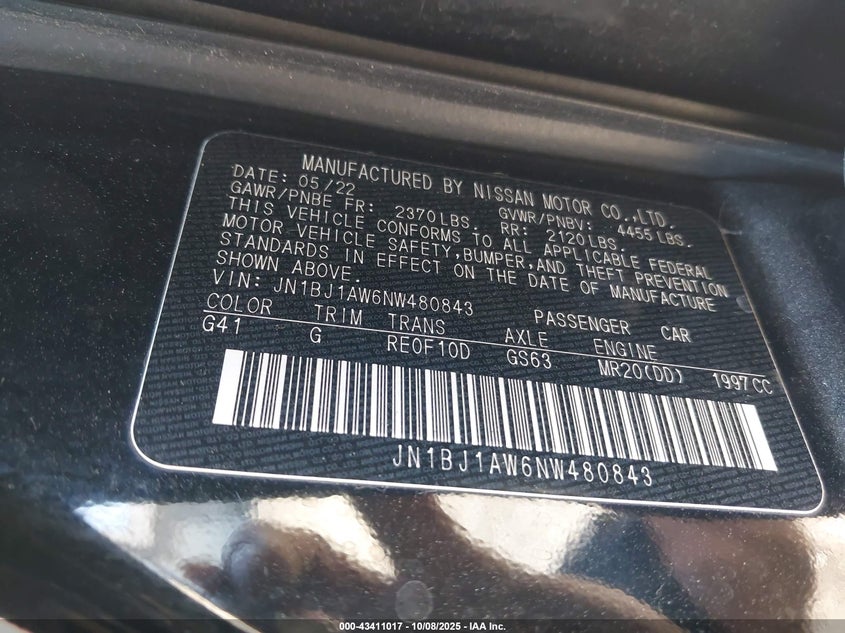 MANUFACTURED BY NISSAN MOTOR CO.,LTD.
DATE: 05/22 GVWR/PNBV: 4455LBS.
GAWR/PNBE FR: 2370LBS. RR: 2120LBS.
THIS VEHICLE CONFORMS TO ALL APPLICABLE FEDERAL
MOTOR VEHICLE SAFETY,BUMPER,AND THEFT PREVENTION
STANDARDS IN EFFECT ON THE DATE OF MANUFACTURE
SHOWN ABOVE.
VIN: JN1BJ1AW6NW480843 PASSENGER CAR
COLOR TRIM TRANS AXLE ENGINE
G41 G RE0F10D GS63 MR20(DD) 1997CC
JN1BJ1AW6NW480843
000-43411017 - 10/08/2025 - IAA Inc.